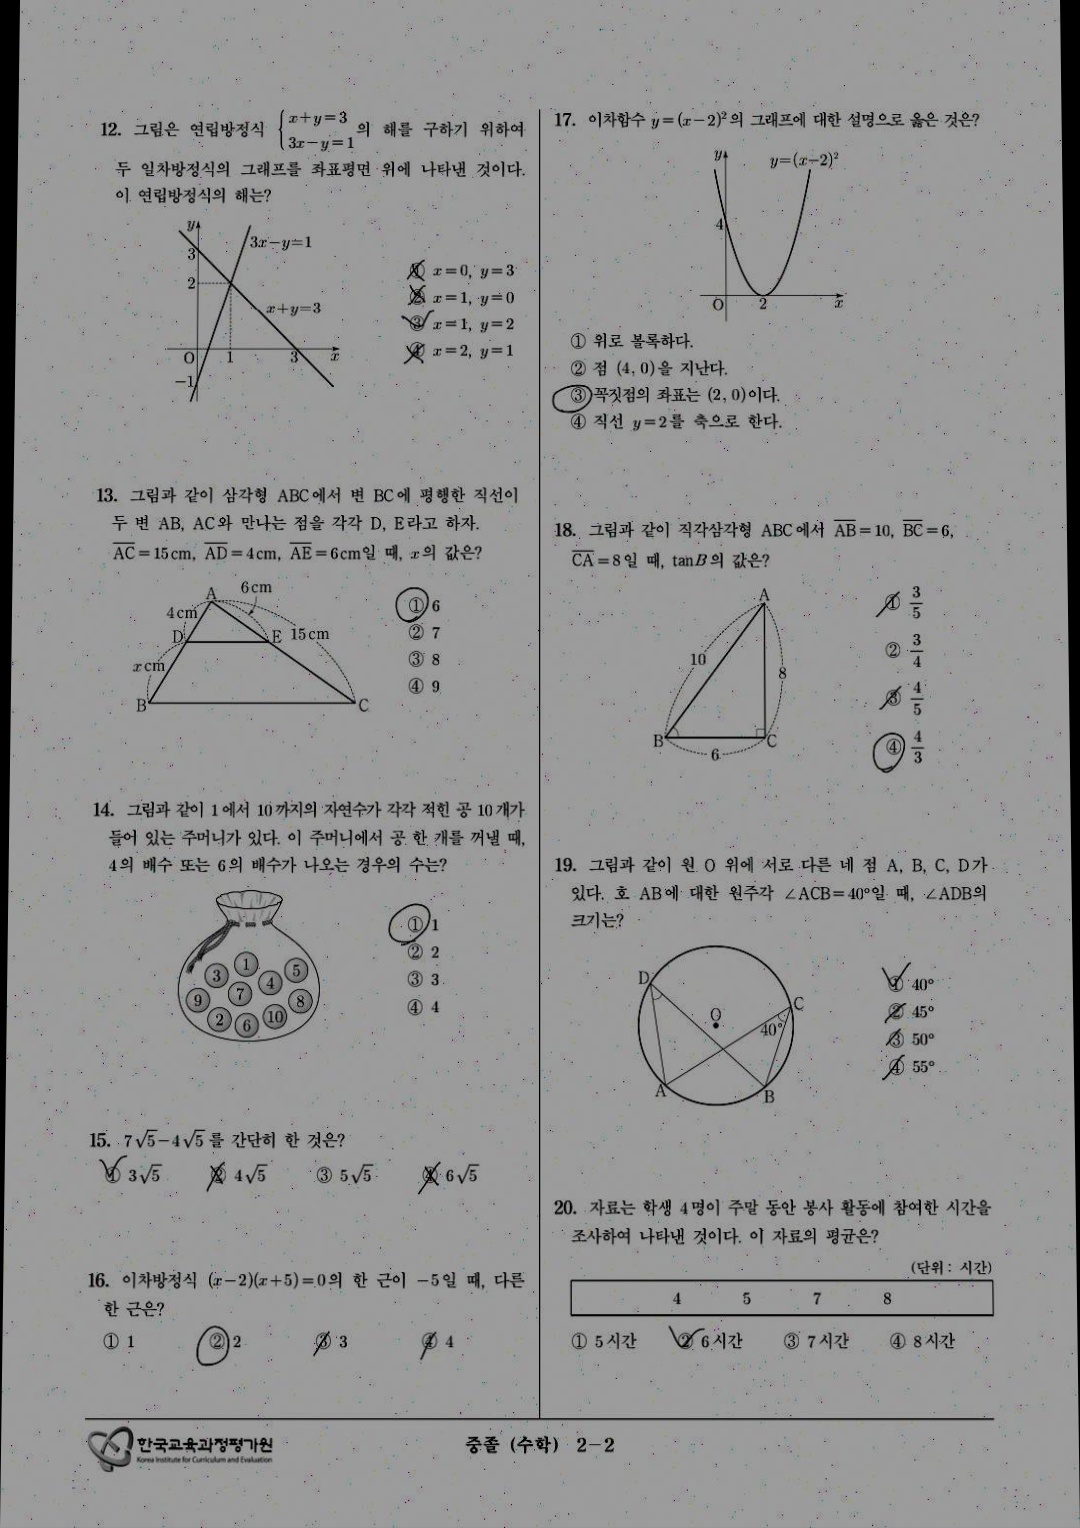 12. 그림은 연립방정식 { x+y=3
3x−y=1 의 해를 구하기 위하여
두 일차방정식의 그래프를 좌표평면 위에 나타낸 것이다.
이 연립방정식의 해는?
y
3x−y=1
3
2
x+y=3
O 1 3 x
−1
① x=0, y=3
② x=1, y=0
③ x=1, y=2
④ x=2, y=1
13. 그림과 같이 삼각형 ABC에서 변 BC에 평행한 직선이
두 변 AB, AC와 만나는 점을 각각 D, E라고 하자.
AC=15cm, AD=4cm, AE=6cm일 때, x의 값은?
A 6cm
4cm
D E 15cm
x cm
B C
① 6
② 7
③ 8
④ 9
14. 그림과 같이 1에서 10까지의 자연수가 각각 적힌 공 10개가
들어 있는 주머니가 있다. 이 주머니에서 공 한 개를 꺼낼 때,
4의 배수 또는 6의 배수가 나오는 경우의 수는?
1
3 5
4
7
9 8
2 6 10
① 1
② 2
③ 3
④ 4
15. 7√5−4√5를 간단히 한 것은?
① 3√5 ② 4√5 ③ 5√5 ④ 6√5
16. 이차방정식 (x−2)(x+5)=0의 한 근이 −5일 때, 다른
한 근은?
① 1 ② 2 ③ 3 ④ 4
17. 이차함수 y=(x−2)²의 그래프에 대한 설명으로 옳은 것은?
y y=(x−2)²
4
O 2 x
① 위로 볼록하다.
② 점 (4, 0)을 지난다.
③ 꼭짓점의 좌표는 (2, 0)이다.
④ 직선 y=2를 축으로 한다.
18. 그림과 같이 직각삼각형 ABC에서 AB=10, BC=6,
CA=8일 때, tanB의 값은?
A
10
8
B C
6
① 3/5
② 3/4
③ 4/5
④ 4/3
19. 그림과 같이 원 O 위에 서로 다른 네 점 A, B, C, D가
있다. 호 AB에 대한 원주각 ∠ACB=40°일 때, ∠ADB의
크기는?
D
C
O
40°
A B
① 40°
② 45°
③ 50°
④ 55°
20. 자료는 학생 4명이 주말 동안 봉사 활동에 참여한 시간을
조사하여 나타낸 것이다. 이 자료의 평균은?
(단위: 시간)
4 5 7 8
① 5시간 ② 6시간 ③ 7시간 ④ 8시간
한국교육과정평가원
Korea Institute for Curriculum and Evaluation
중졸 (수학) 2−2